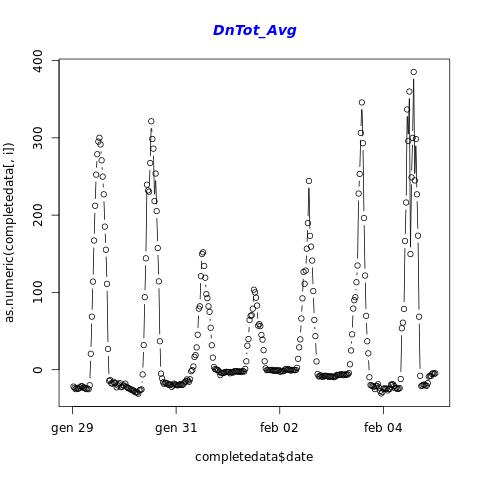 DnTot_Avg
as.numeric(completedata[, i])
400
300
200
100
0
gen 29
gen 31
feb 02
feb 04
completedata$date